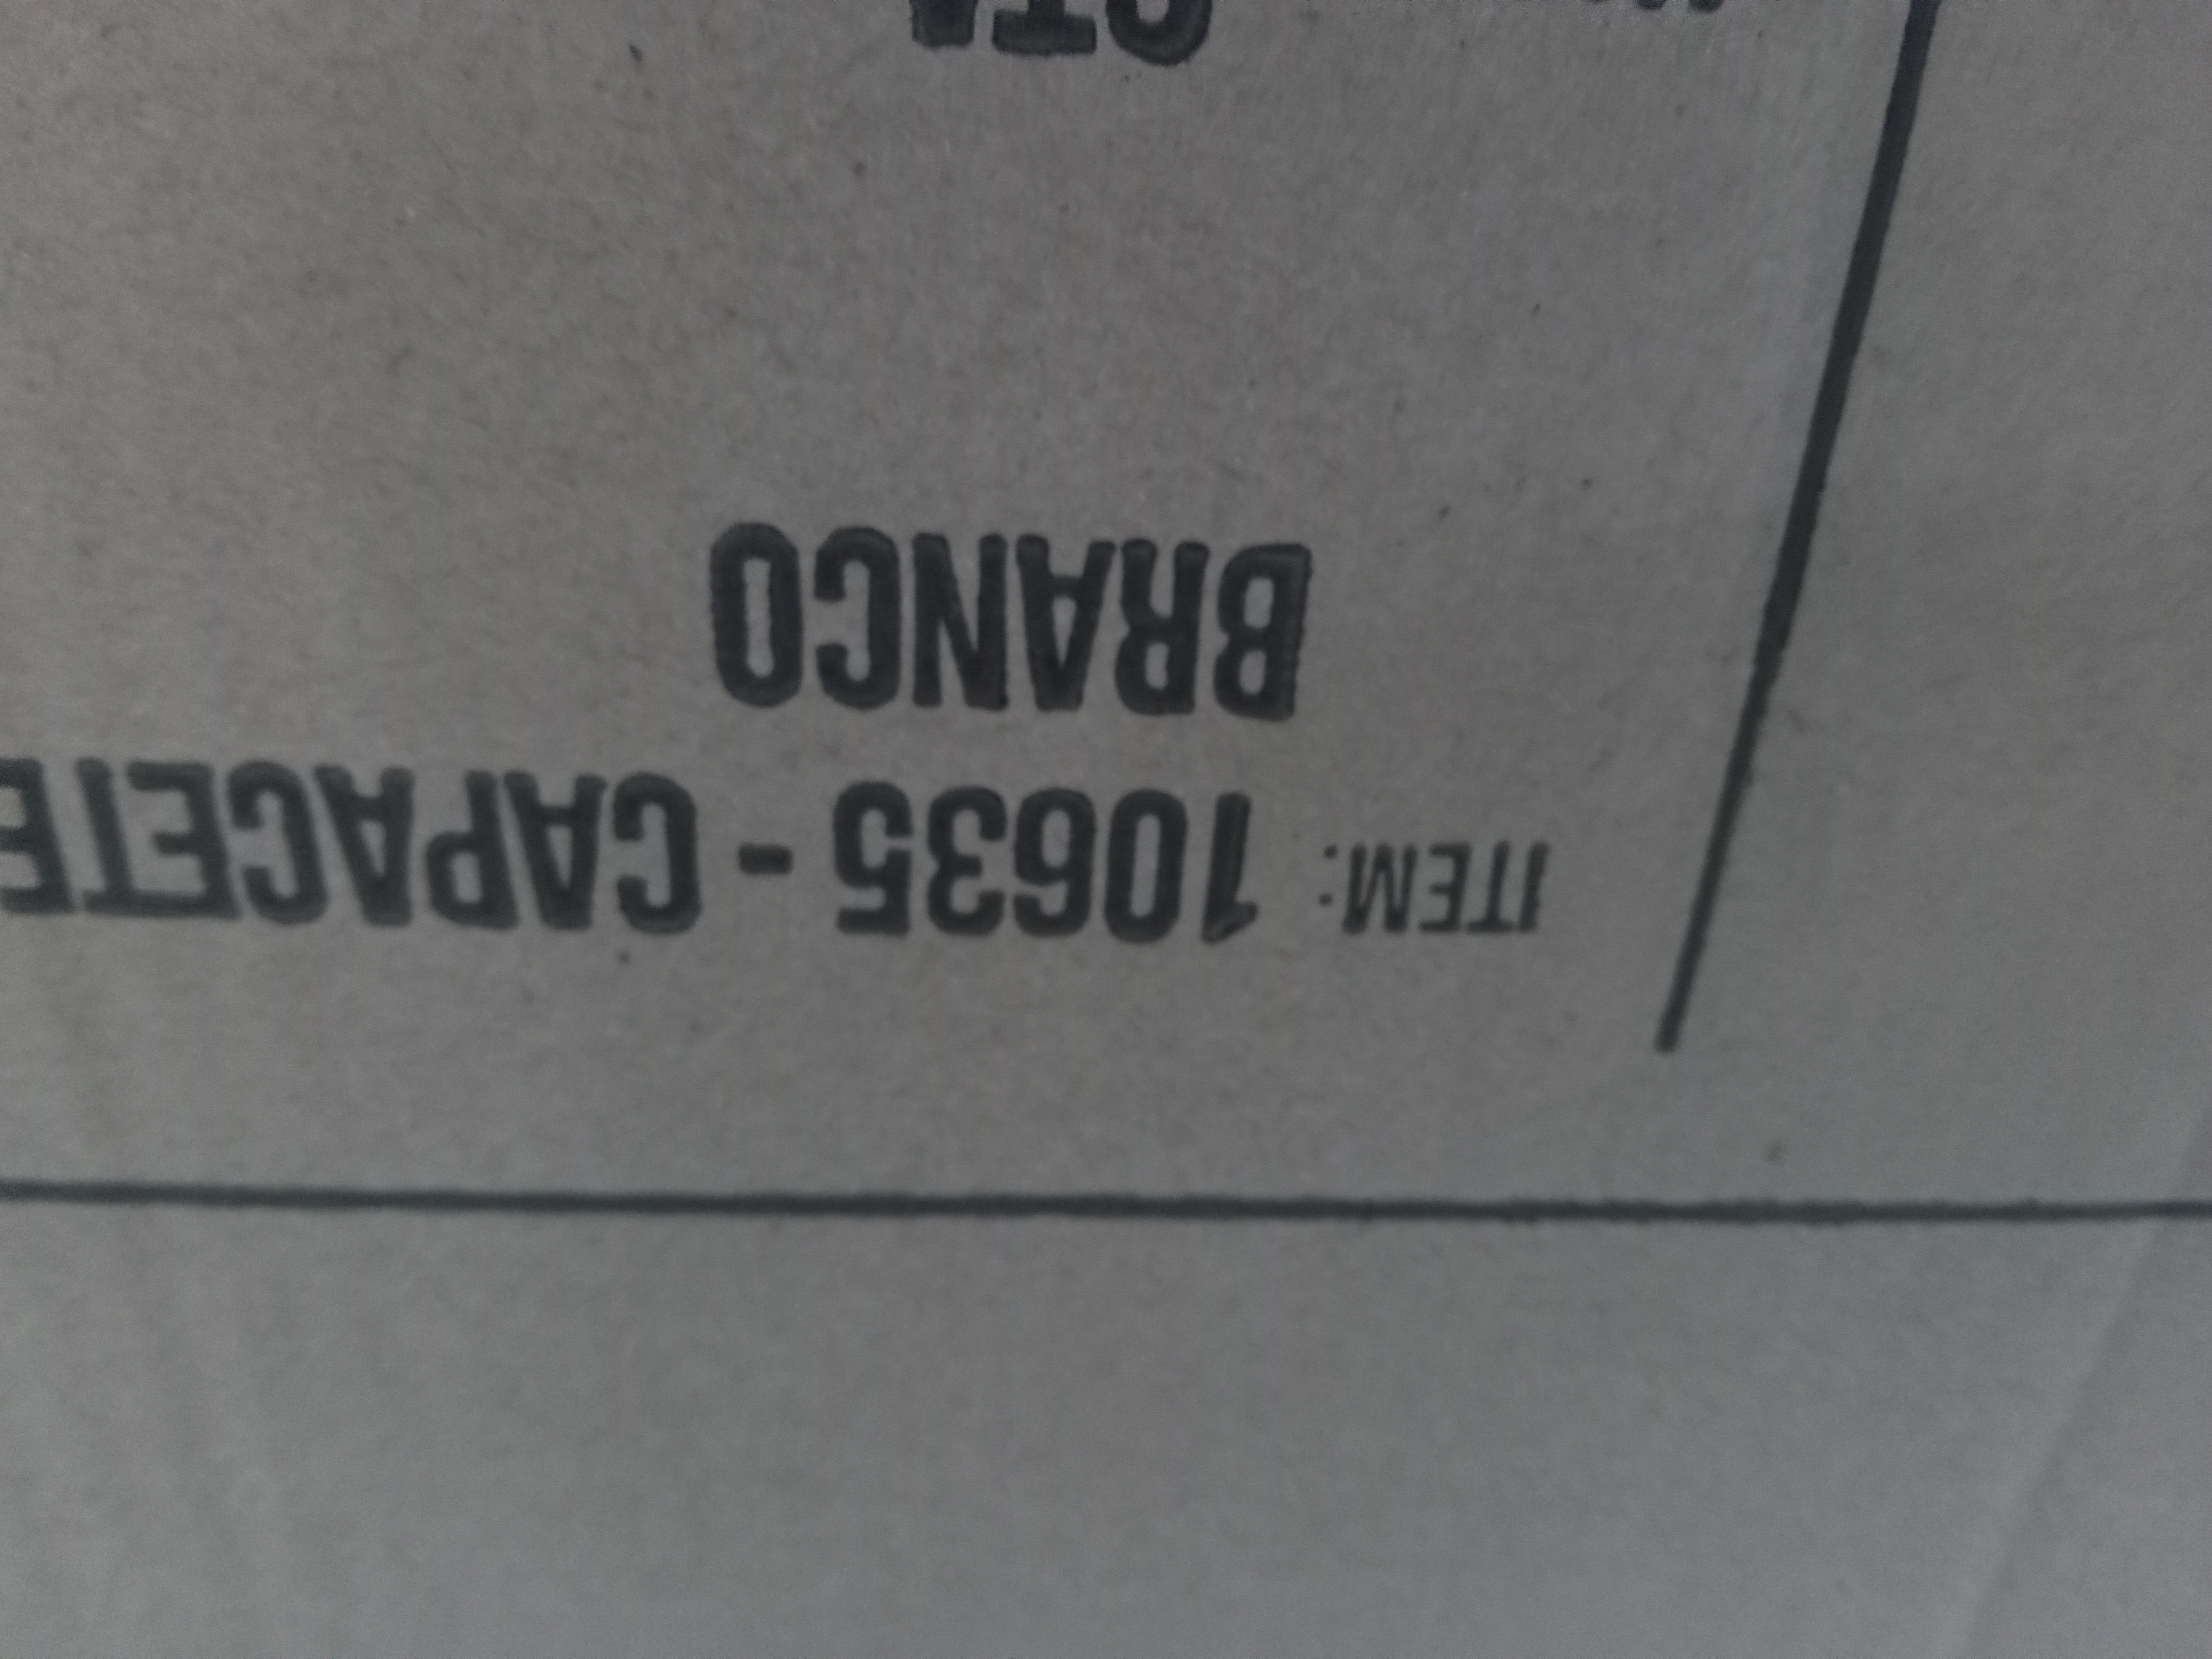 ITEM: 10635 - CAPACETE
BRANCO